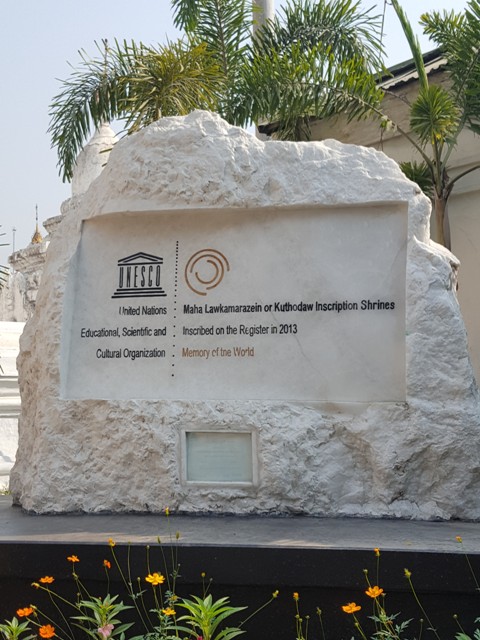 UNESCO
United Nations
Educational, Scientific and
Cultural Organization
Maha Lawkamarazein or Kuthodaw Inscription Shrines
Inscribed on the Register in 2013
Memory of the World